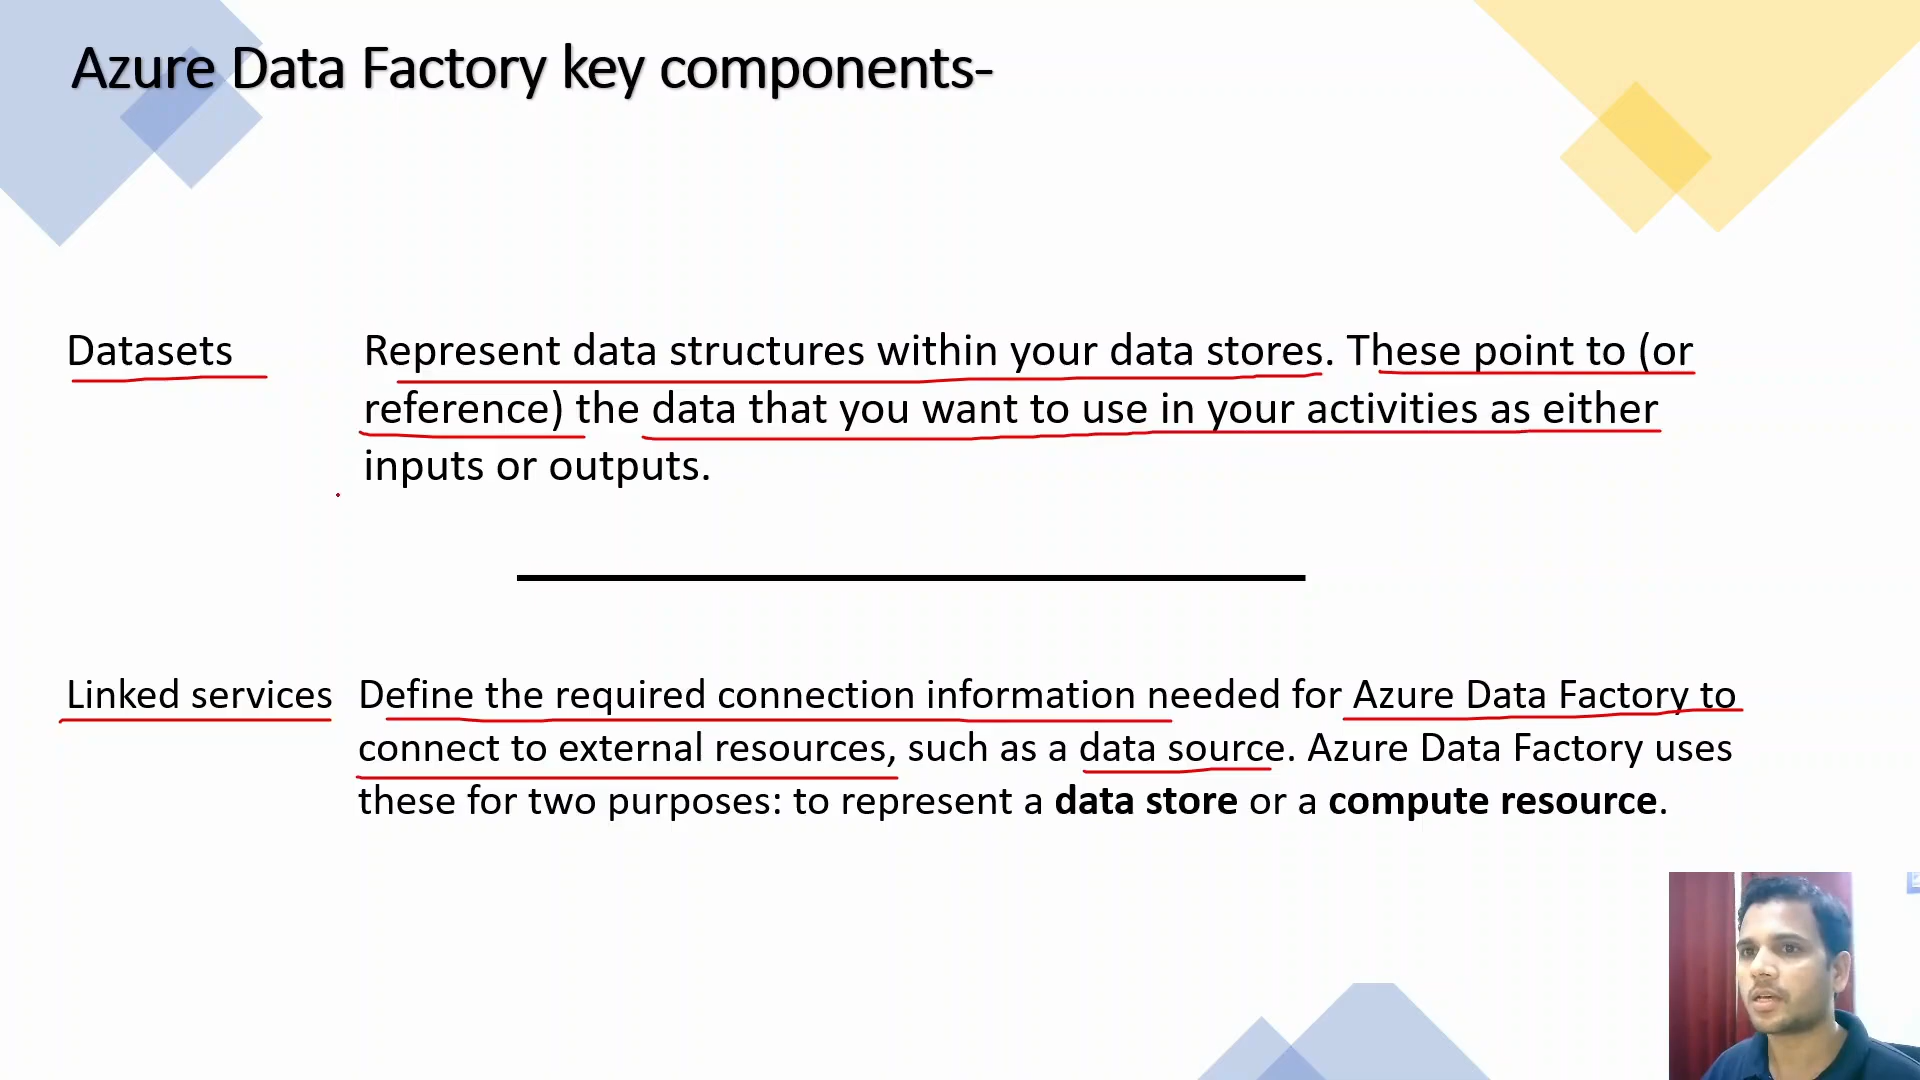 Azure Data Factory key components-
Datasets
Represent data structures within your data stores. These point to (or
reference) the data that you want to use in your activities as either
inputs or outputs.
Linked services
Define the required connection information needed for Azure Data Factory to
connect to external resources, such as a data source. Azure Data Factory uses
these for two purposes: to represent a data store or a compute resource.